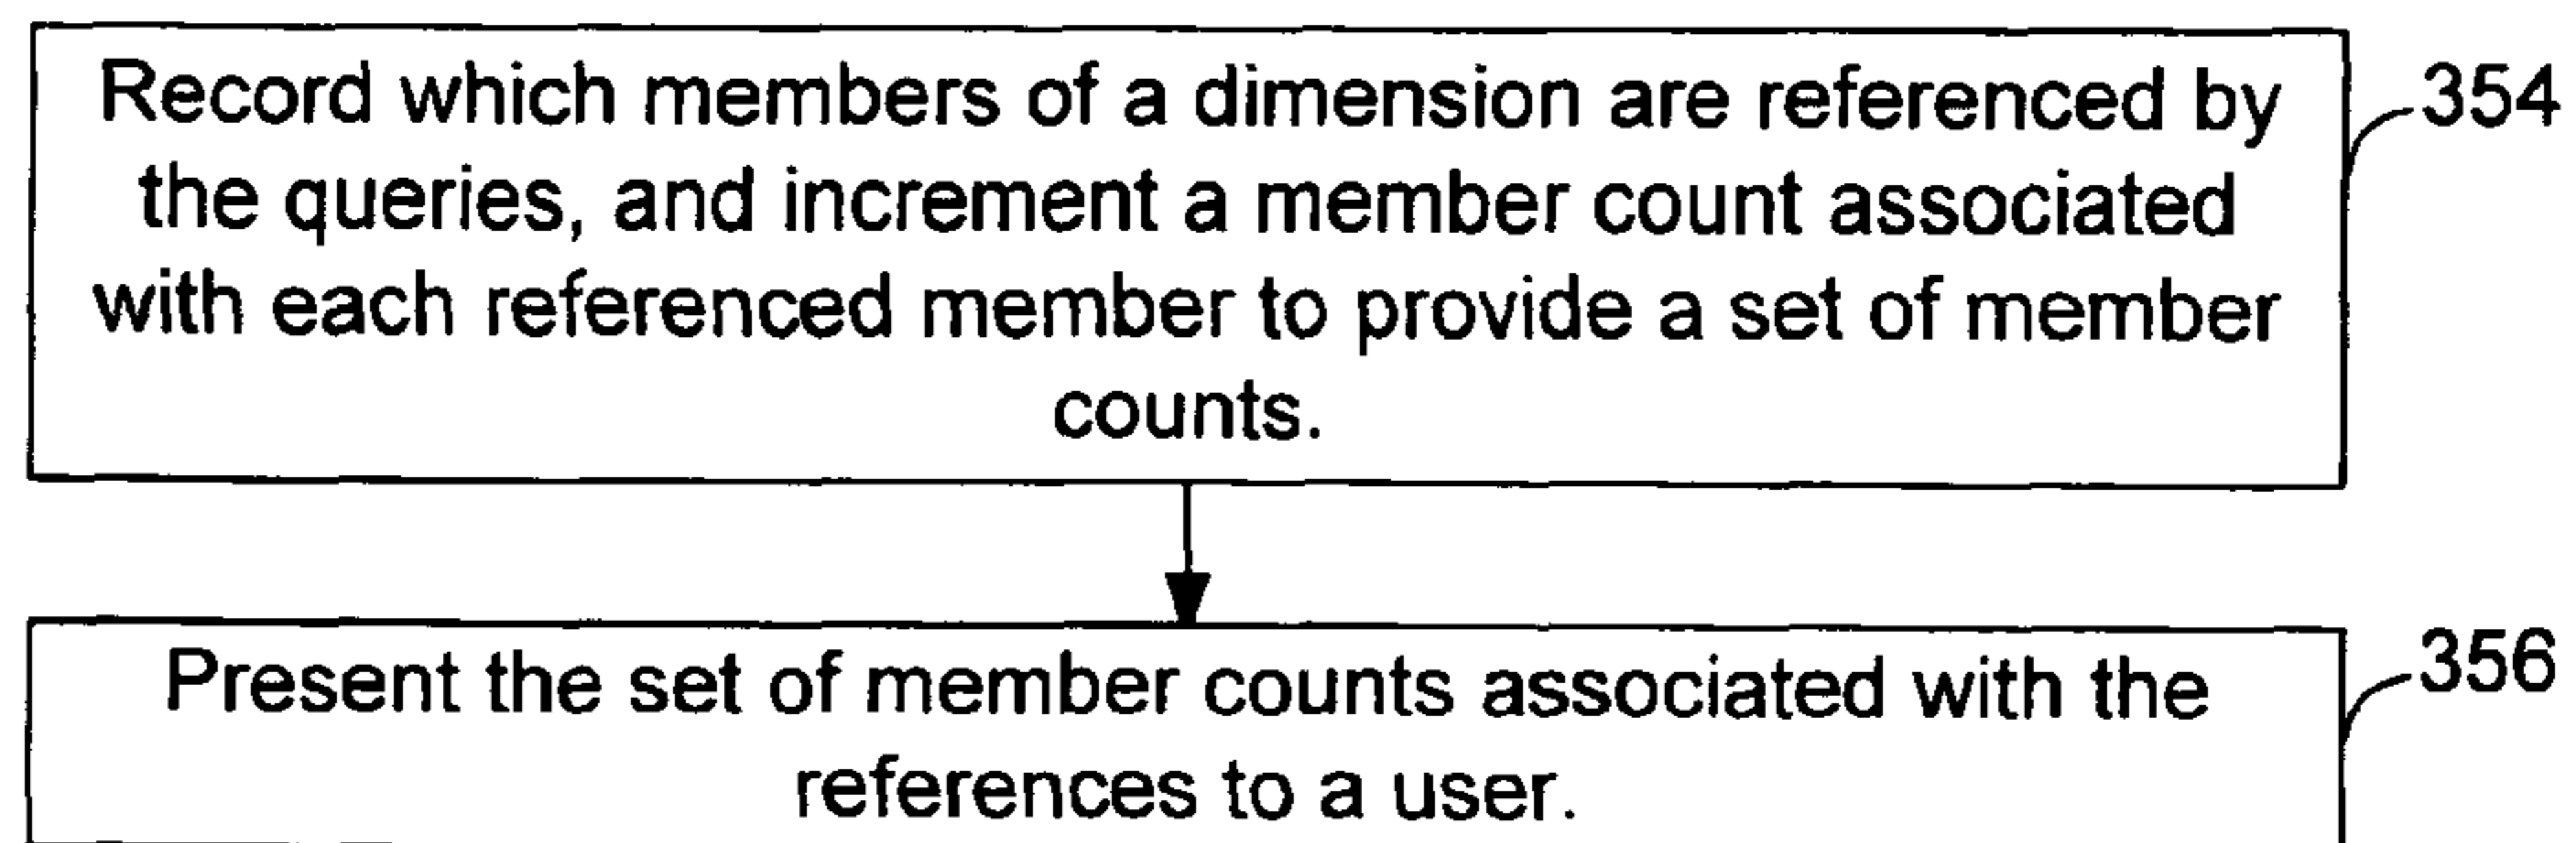 Record which members of a dimension are referenced by
the queries, and increment a member count associated
with each referenced member to provide a set of member
counts.
354
Present the set of member counts associated with the
references to a user.
356